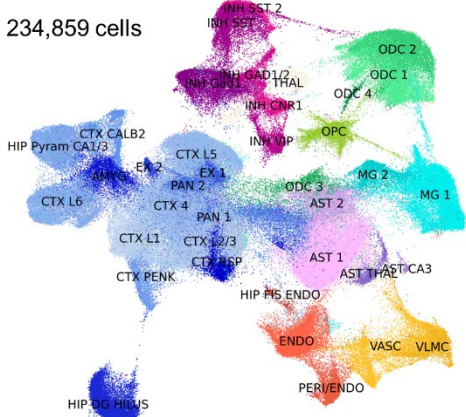 INH SST 2
INH SST
234,859 cells
ODC 2
INH GAD1/2
ODC 1
INH Gad1
THAL
ODC 4
INH CNR1
CTX CALB2
OPC
HIP Pyram CA1/3
INH VIP
CTX L5
EX 2
EX 1
AMYG
MG 2
PAN 2
ODC 3
MG 1
CTX L6
CTX 4
AST 2
PAN 1
CTX L1
CTX L2/3
AST 1
CTX RSP
AST CA3
CTX PENK
AST THAL
HIP FIS ENDO
ENDO
VASC
VLMC
PERI/ENDO
HIP DG HILUS